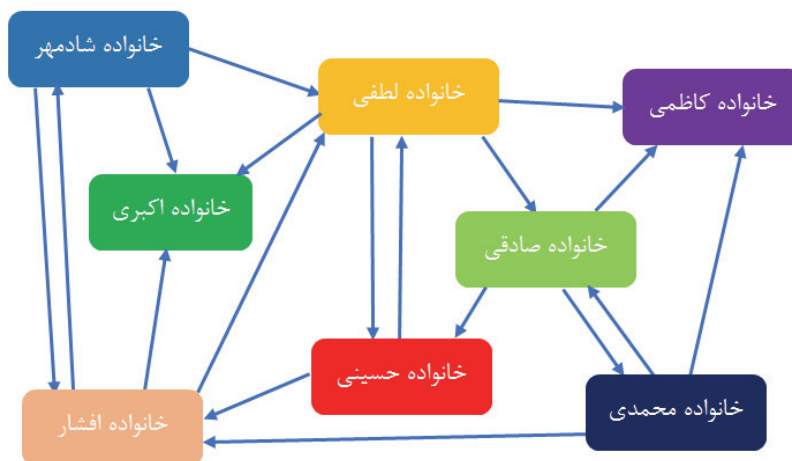 خانواده شادمهر
خانواده لطفی
خانواده کاظمی
خانواده اکبری
خانواده صادقی
خانواده حسینی
خانواده محمدی
خانواده افشار